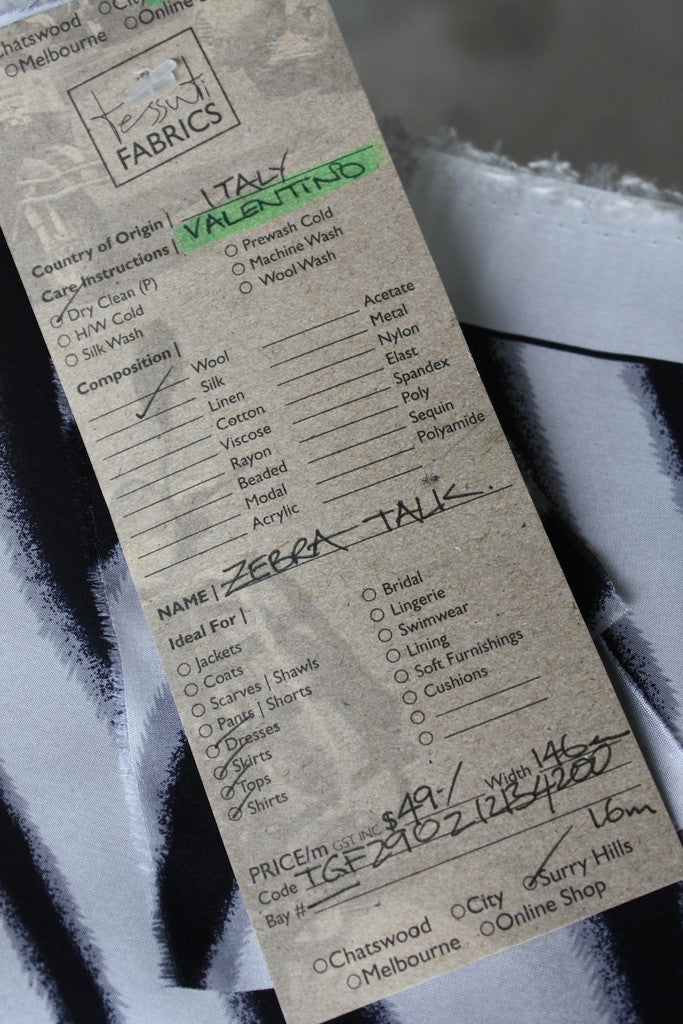 Chatswood
Melbourne
Online
tessuti
FABRICS
Country of Origin | ITALY
VALENTINO
Care Instructions |
Dry Clean (P)
H/W Cold
Silk Wash
Prewash Cold
Machine Wash
Wool Wash
Composition |
Wool
Silk
Linen
Cotton
Viscose
Rayon
Beaded
Modal
Acrylic
Acetate
Metal
Nylon
Elast
Spandex
Poly
Sequin
Polyamide
NAME | ZEBRA TALK.
Ideal For |
Jackets
Coats
Scarves | Shawls
Pants | Shorts
Dresses
Skirts
Tops
Shirts
Bridal
Lingerie
Swimwear
Lining
Soft Furnishings
Cushions
PRICE/m GST INC $49-/ Width 146
Code
Bay #
1.6m
Chatswood City Surry Hills
Melbourne Online Shop